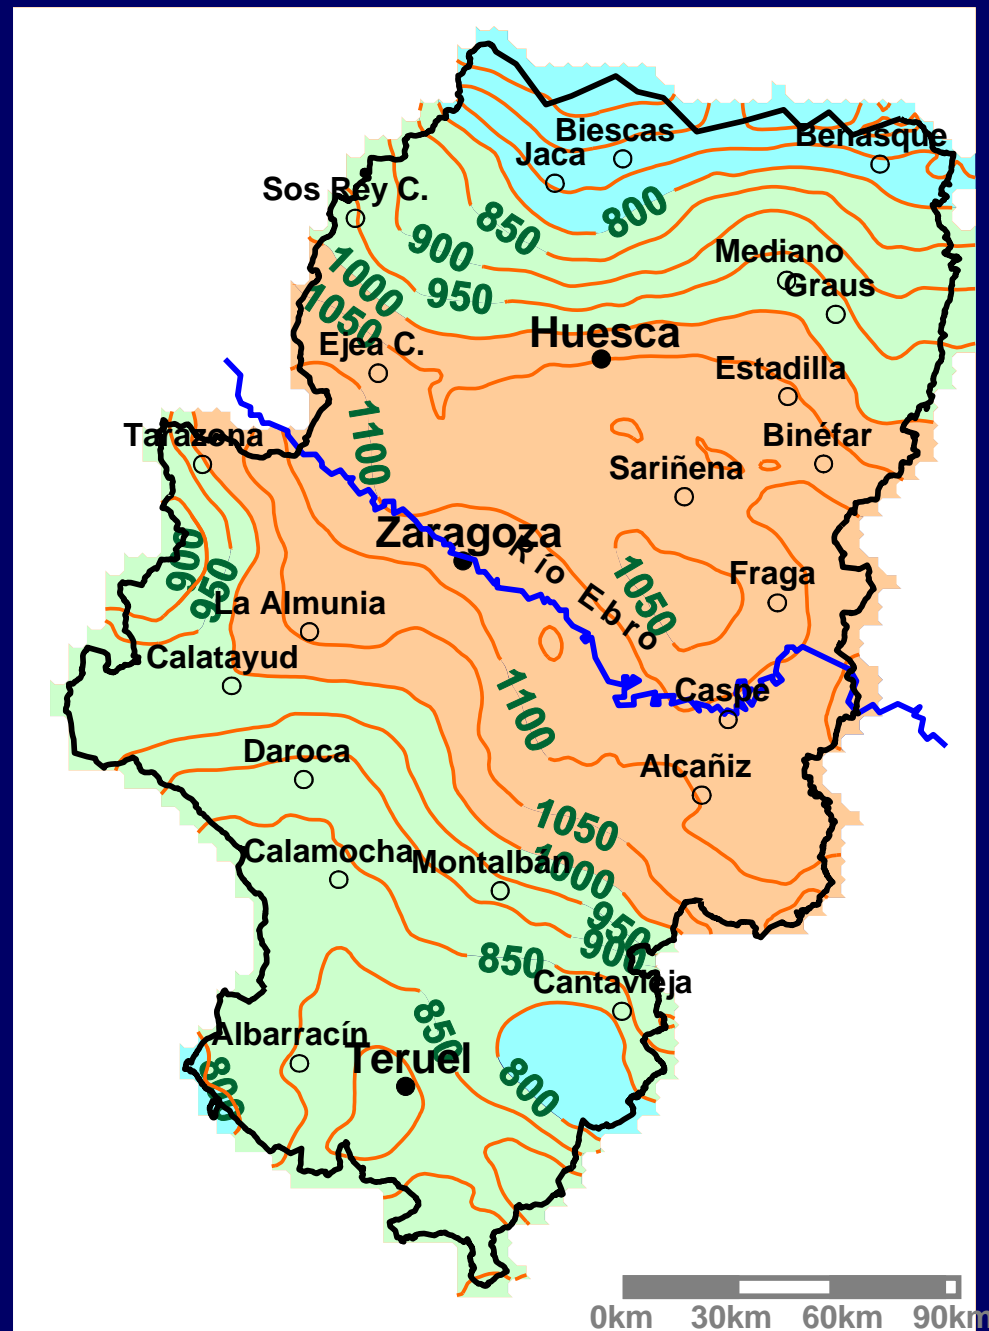 Biescas
Benasque
Jaca
Sos Rey C.
800
850
900
Mediano
1000
950
Graus
1050
Huesca
Ejea C.
Estadilla
1100
Tarazona
Binéfar
Sariñena
Zaragoza
Río Ebro
900
950
1050
Fraga
La Almunia
Calatayud
1100
Caspe
Daroca
Alcañiz
1050
Calamocha
Montalbán
1000
950
900
850
Cantavieja
850
Albarracín
Teruel
800
800
0km 30km 60km 90km